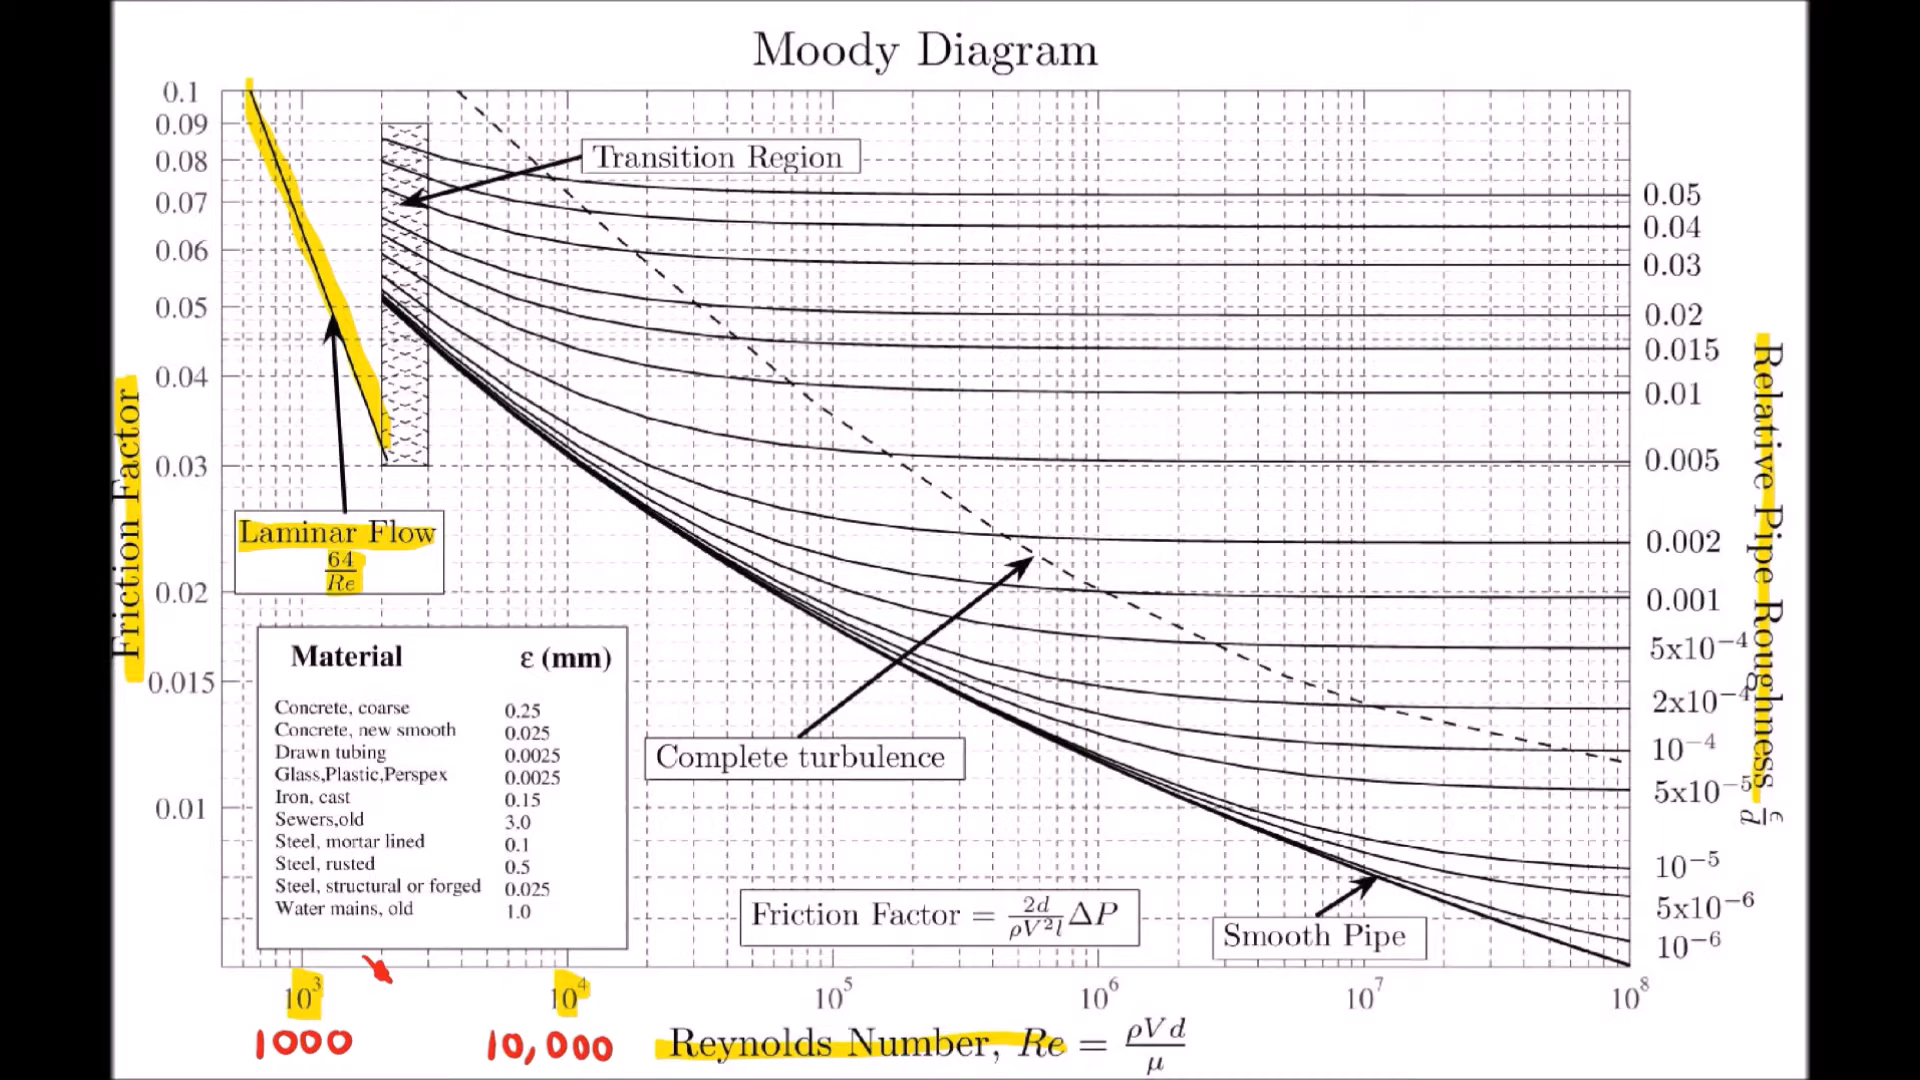 Moody Diagram
0.1
0.09
0.08
0.07
0.06
0.05
0.04
0.03
0.02
0.015
0.01
Friction Factor
Transition Region
Laminar Flow
64/Re
Material ε (mm)
Concrete, coarse 0.25
Concrete, new smooth 0.025
Drawn tubing 0.0025
Glass,Plastic,Perspex 0.0025
Iron, cast 0.15
Sewers,old 3.0
Steel, mortar lined 0.1
Steel, rusted 0.5
Steel, structural or forged 0.025
Water mains, old 1.0
Complete turbulence
Friction Factor = 2d/ρV²l ΔP
Smooth Pipe
0.05
0.04
0.03
0.02
0.015
0.01
0.005
0.002
0.001
5x10⁻⁴
2x10⁻⁴
10⁻⁴
5x10⁻⁵
10⁻⁵
5x10⁻⁶
10⁻⁶
Relative Pipe Roughness ϵ/d
10³ 10⁴ 10⁵ 10⁶ 10⁷ 10⁸
1000 10,000
Reynolds Number, Re = ρVd/μ